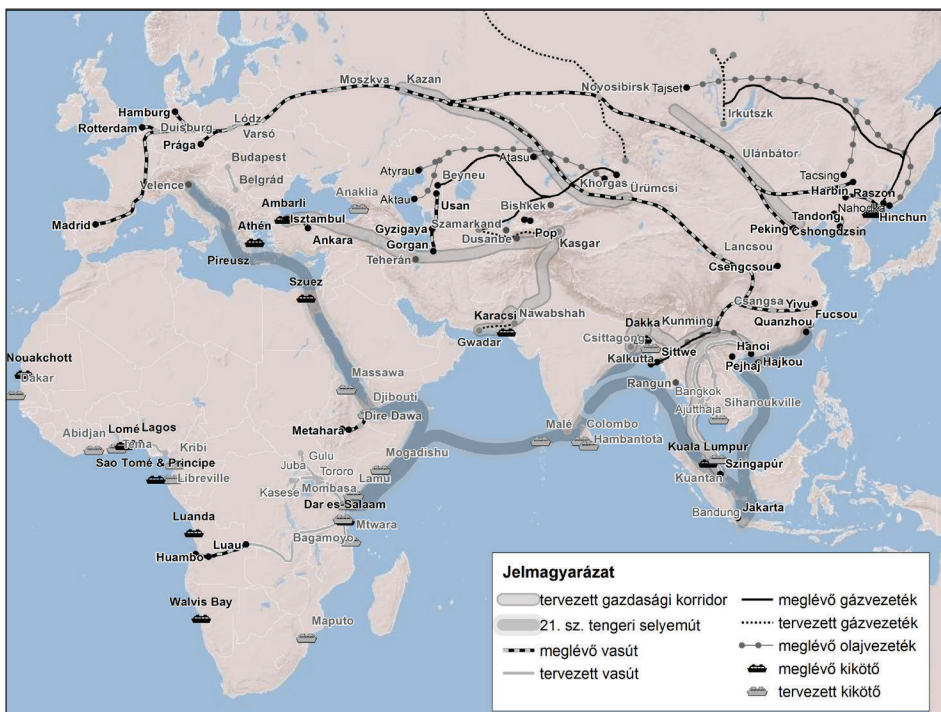 Moszkva
Kazan
Novosibirsk
Tajset
Hamburg
Rotterdam
Duisburg
Lódz
Varsó
Prága
Irkutszk
Ulánbátor
Budapest
Belgrád
Velence
Atyrau
Atasu
Aktau
Beyneu
Khorgas
Ürümcsi
Tacsing
Harbin
Raszon
Nahodka
Hinchun
Anaklia
Usan
Bishkek
Madrid
Ambarli
Isztambul
Athén
Ankara
Szamarkand
Gyzigaya
Dusanbe
Pop
Gorgan
Kasgar
Teherán
Tandong
Peking
Cshongdzsin
Lancsou
Csengcsou
Pireusz
Szuez
Karacsi
Nawabshah
Gwadar
Csangsa
Yivu
Fucsou
Quanzhou
Dakka
Kunming
Csittagong
Kalkutta
Sittwe
Hanoi
Pejhaj
Hajkou
Rangun
Bangkok
Ajutthaja
Sihanoukville
Nouakchott
Dakar
Massawa
Djibouti
Dire Dawa
Metahara
Mogadishu
Malé
Colombo
Hambantota
Kuala Lumpur
Szingapúr
Kuantan
Bandung
Jakarta
Abidjan
Lomé
Lagos
Tema
Kribi
Sao Tomé & Principe
Libreville
Gulu
Juba
Tororo
Kasese
Mombasa
Lamu
Dar es-Salaam
Mtwara
Bagamoyo
Luanda
Luau
Huambo
Walvis Bay
Maputo
Jelmagyarázat
tervezett gazdasági korridor
21. sz. tengeri selyemút
meglévő vasút
tervezett vasút
meglévő gázvezeték
tervezett gázvezeték
meglévő olajvezeték
meglévő kikötő
tervezett kikötő